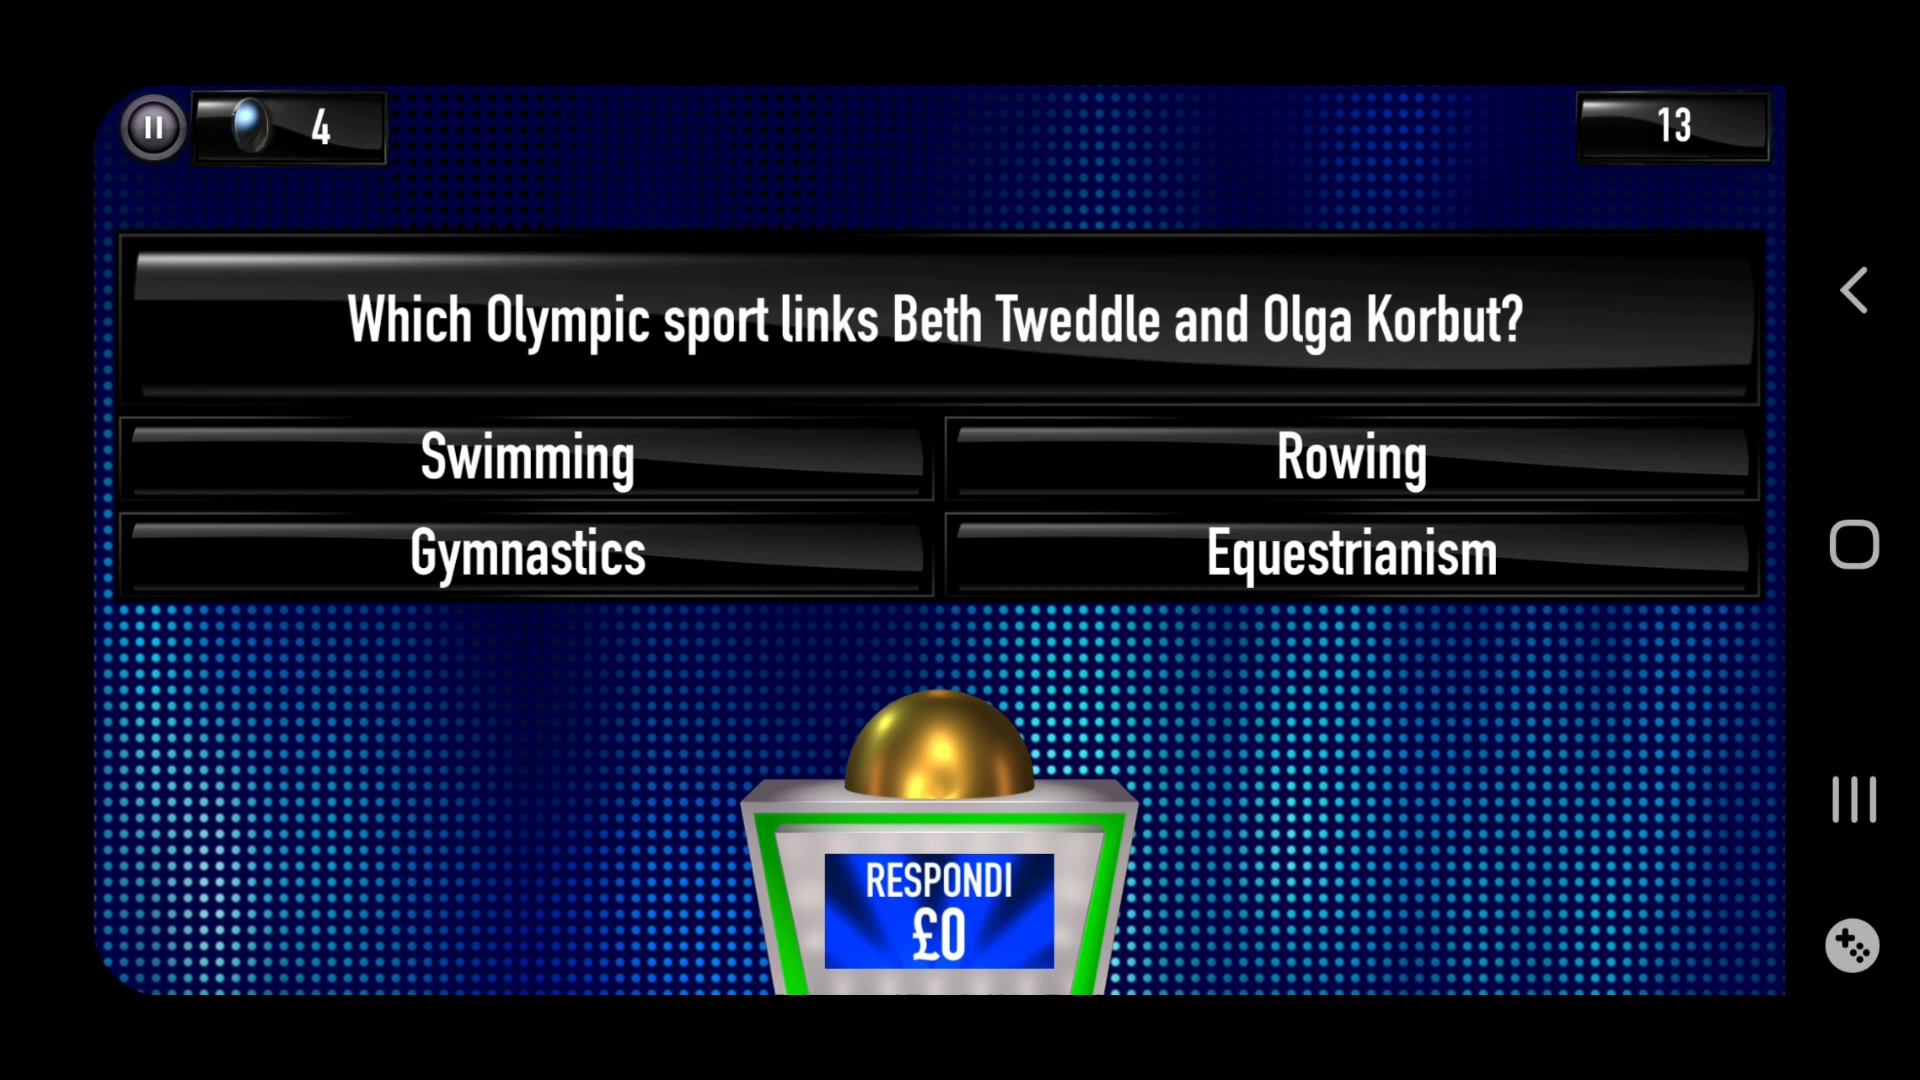 4
13
Which Olympic sport links Beth Tweddle and Olga Korbut?
Swimming
Rowing
Gymnastics
Equestrianism
RESPONDI
£0